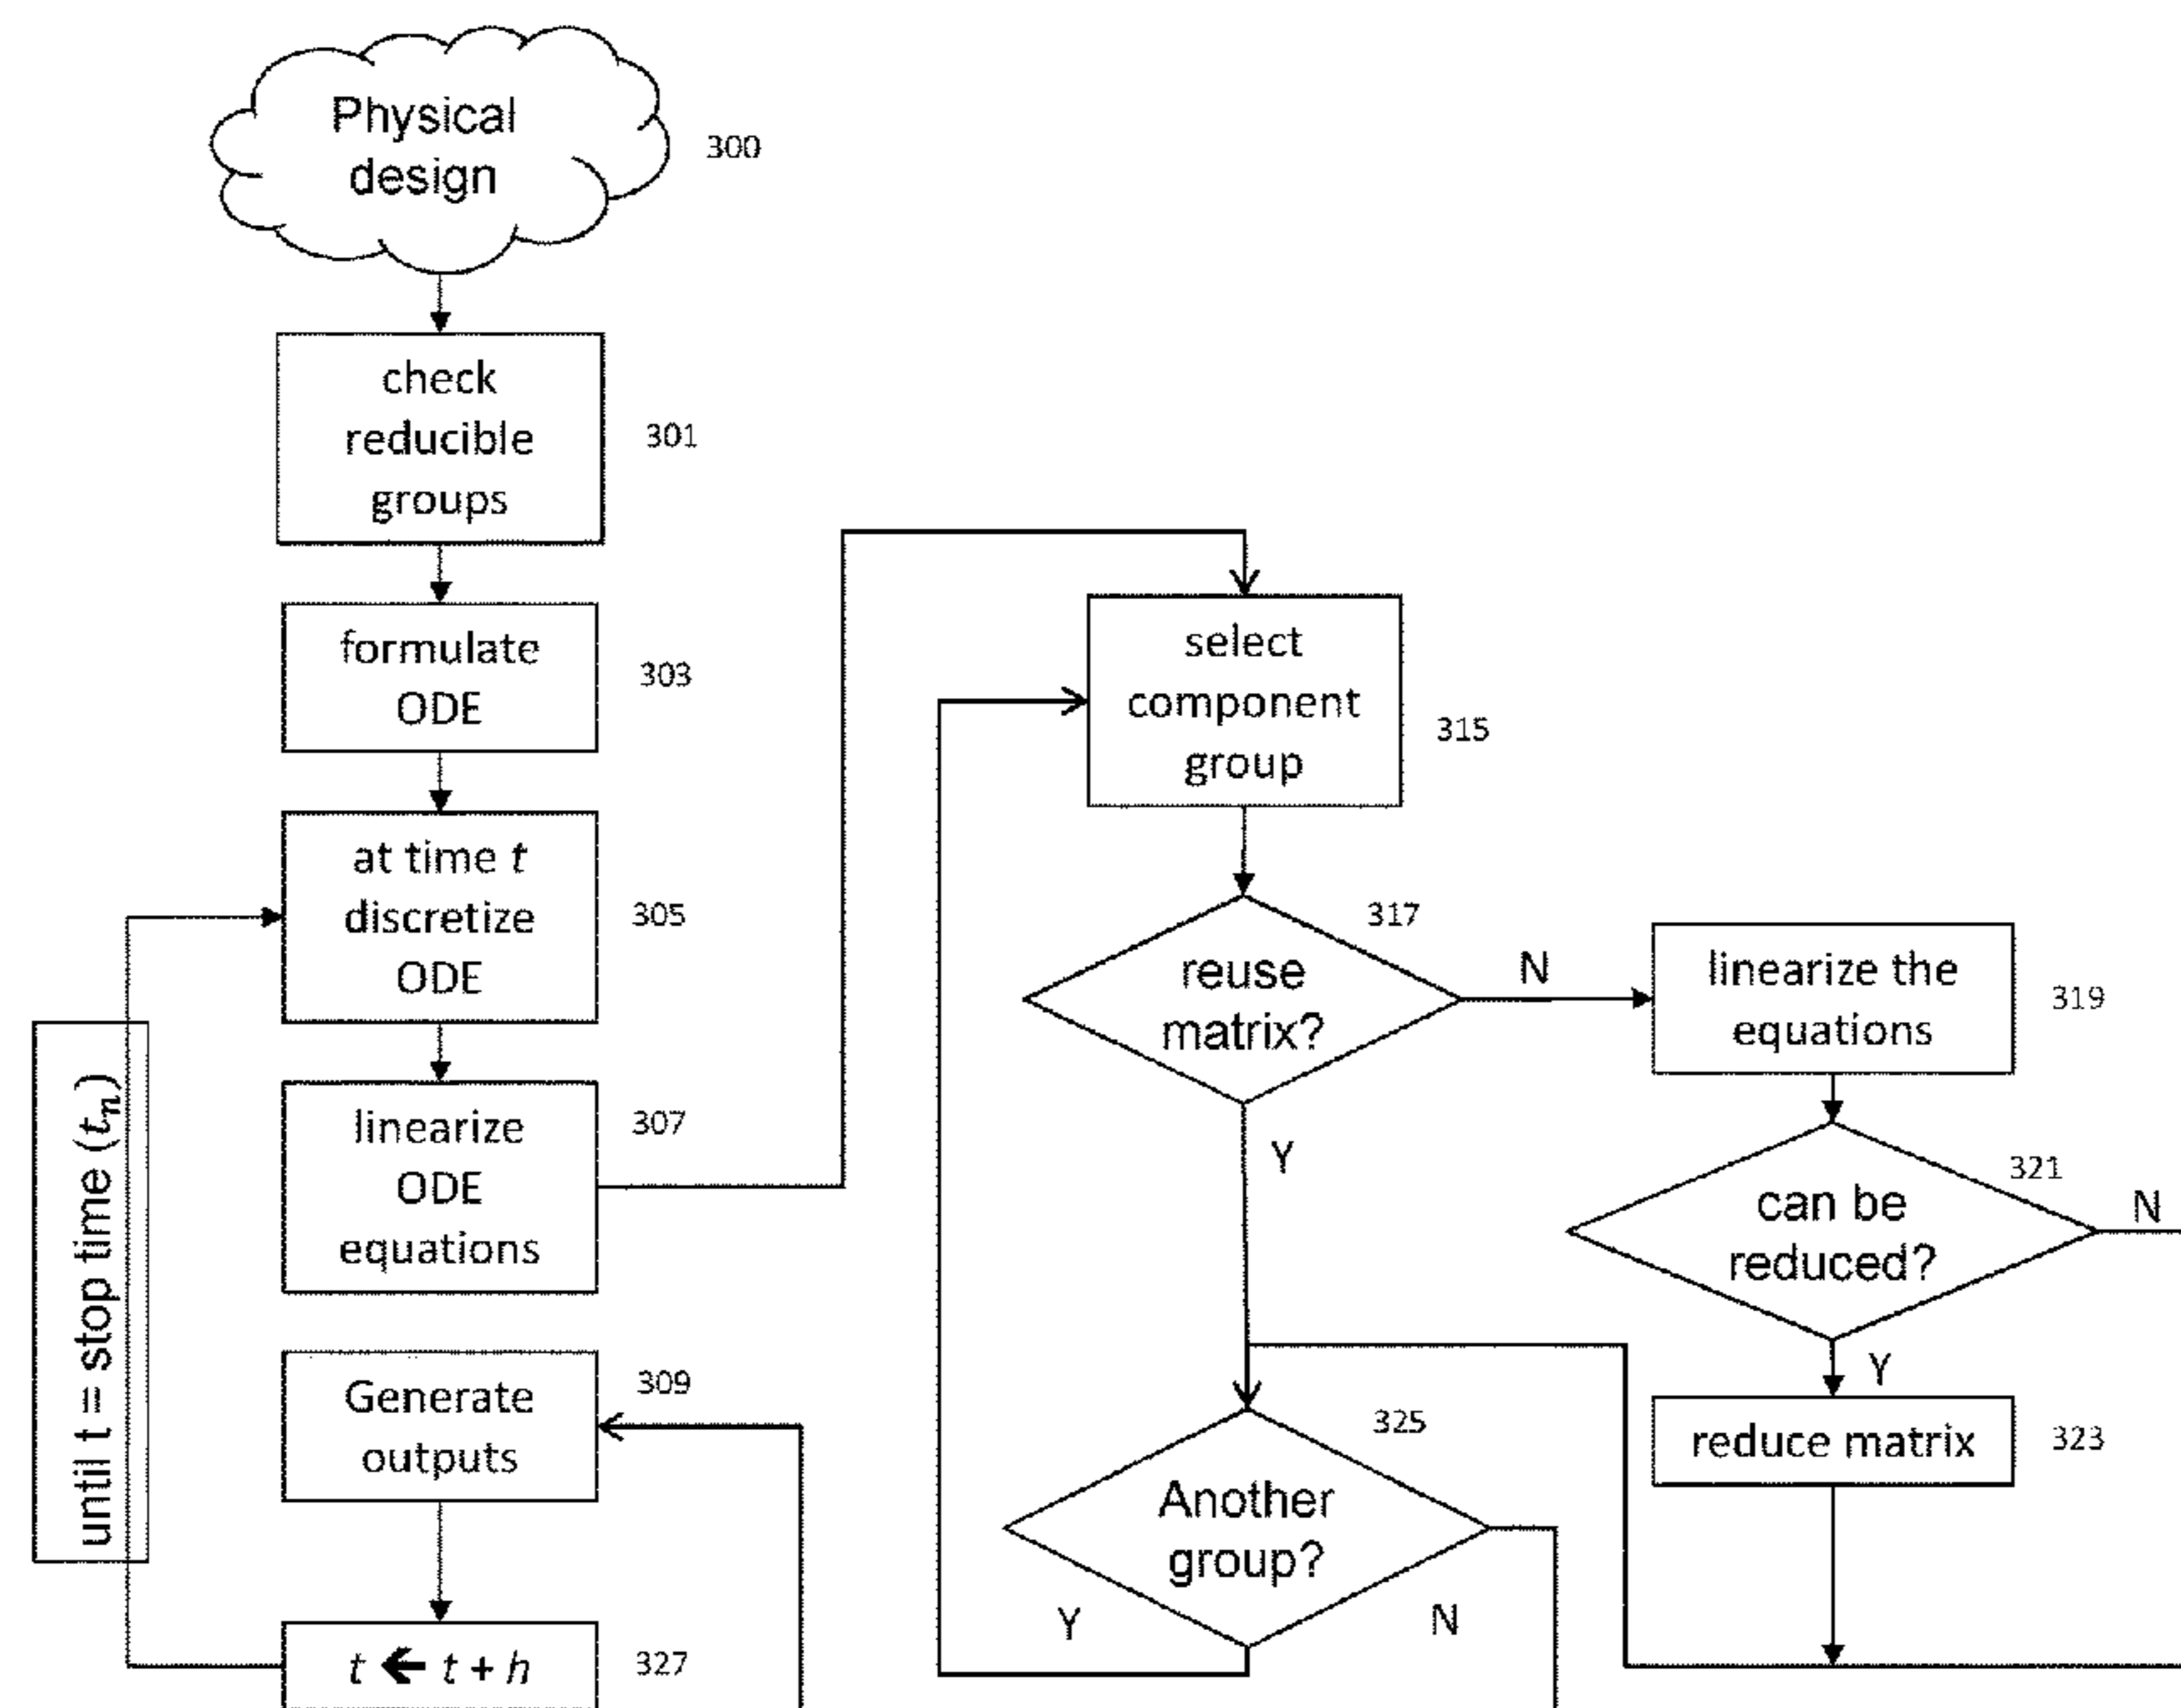 Physical
design
300
check
reducible
groups
301
formulate
ODE
303
at time t
discretize
ODE
305
linearize
ODE
equations
307
until t = stop time (tn)
Generate
outputs
309
t ← t + h
327
select
component
group
315
reuse
matrix?
317
N
Y
linearize the
equations
319
can be
reduced?
321
N
Y
reduce matrix
323
Another
group?
325
Y
N